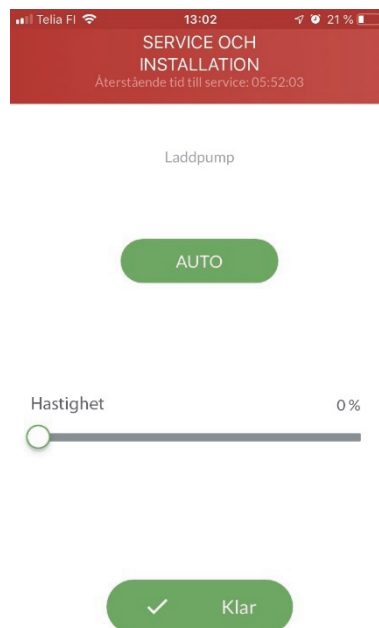 Telia FI 13:02 21 %
SERVICE OCH
INSTALLATION
Återstående tid till service: 05:52:03
Laddpump
AUTO
Hastighet 0 %
Klar